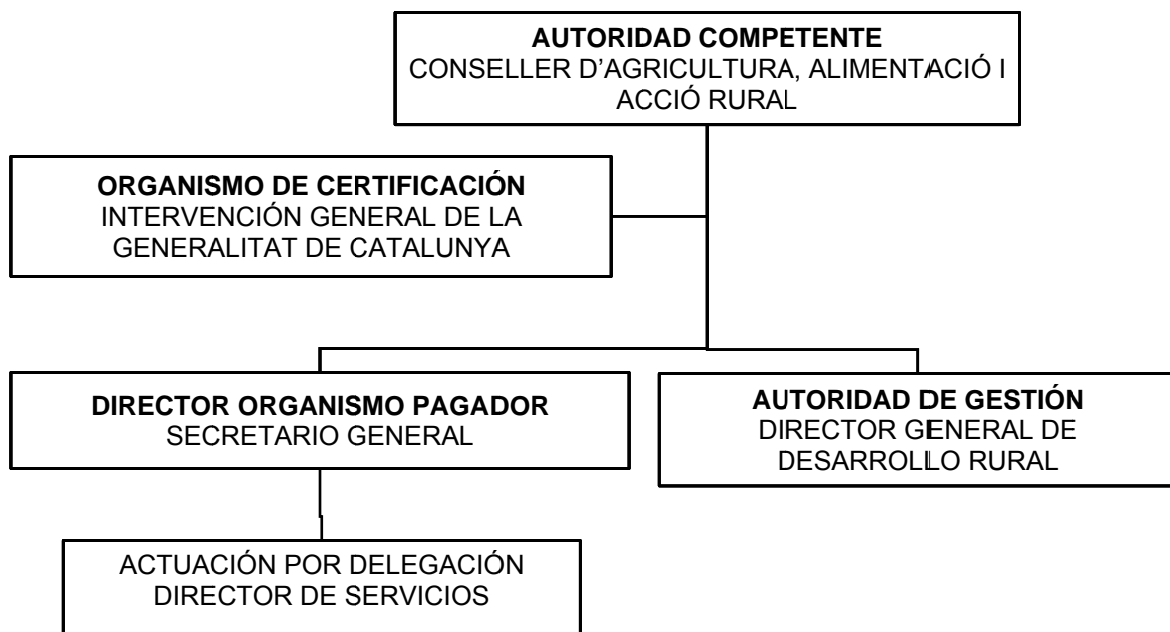 AUTORIDAD COMPETENTE
CONSELLER D'AGRICULTURA, ALIMENTACIÓ I
ACCIÓ RURAL
ORGANISMO DE CERTIFICACIÓN
INTERVENCIÓN GENERAL DE LA
GENERALITAT DE CATALUNYA
DIRECTOR ORGANISMO PAGADOR
SECRETARIO GENERAL
AUTORIDAD DE GESTIÓN
DIRECTOR GENERAL DE
DESARROLLO RURAL
ACTUACIÓN POR DELEGACIÓN
DIRECTOR DE SERVICIOS